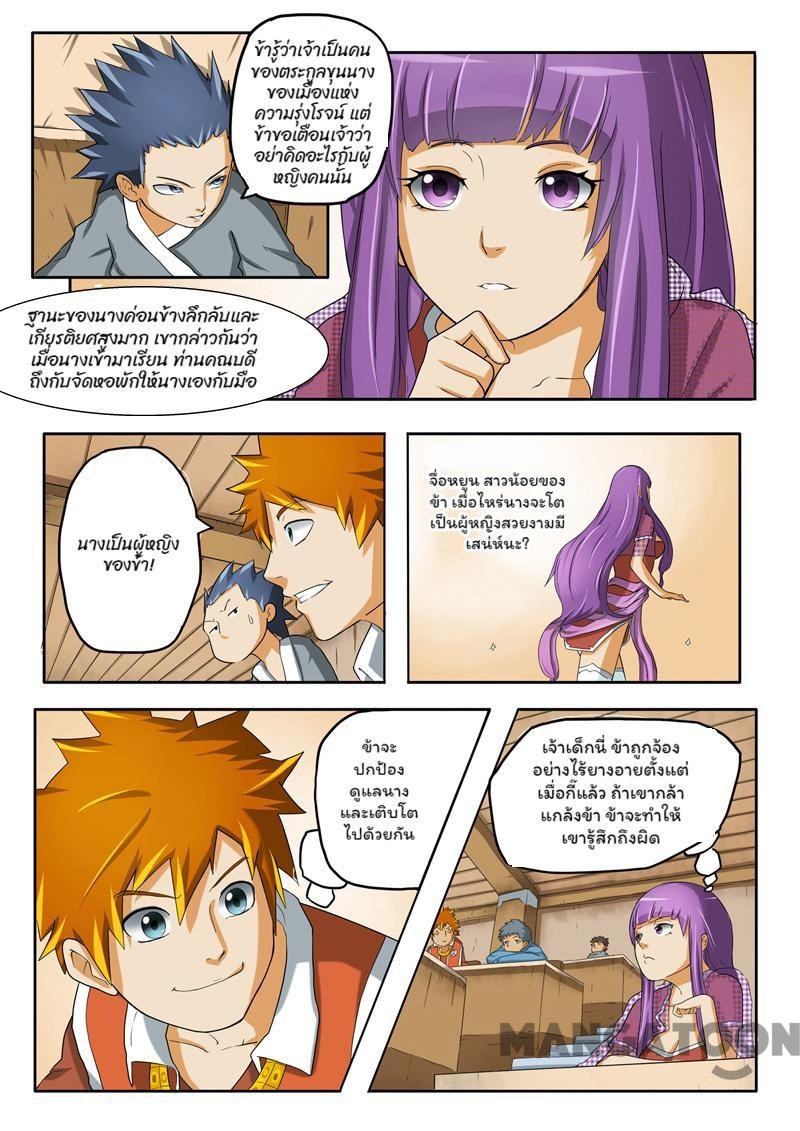 ข้ารู้ว่าเจ้าเป็นคน
ของตระกูลขุนนาง
ของเมืองแห่ง
ความรุ่งโรจน์ แต่
ข้าขอเตือนเจ้าว่า
อย่าคิดอะไรกับผู้
หญิงคนนั้น
ฐานะของนางค่อนข้างลึกลับและ
เกียรติยศสูงมาก เขากล่าวกันว่า
เมื่อนางเข้ามาเรียน ท่านคณบดี
ถึงกับจัดหอพักให้นางเองกับมือ
นางเป็นผู้หญิง
ของข้า!
จื่อหยูน สาวน้อยของ
ข้า เมื่อไหร่นางจะโต
เป็นผู้หญิงสวยงามมี
เสน่ห์นะ?
ข้าจะ
ปกป้อง
ดูแลนาง
และเติบโต
ไปด้วยกัน
เจ้าเด็กนี่ ข้าถูกจ้อง
อย่างไร้ยางอายตั้งแต่
เมื่อกี๊แล้ว ถ้าเขากล้า
แกล้งข้า ข้าจะทำให้
เขารู้สึกถึงผิด
MANGATOON